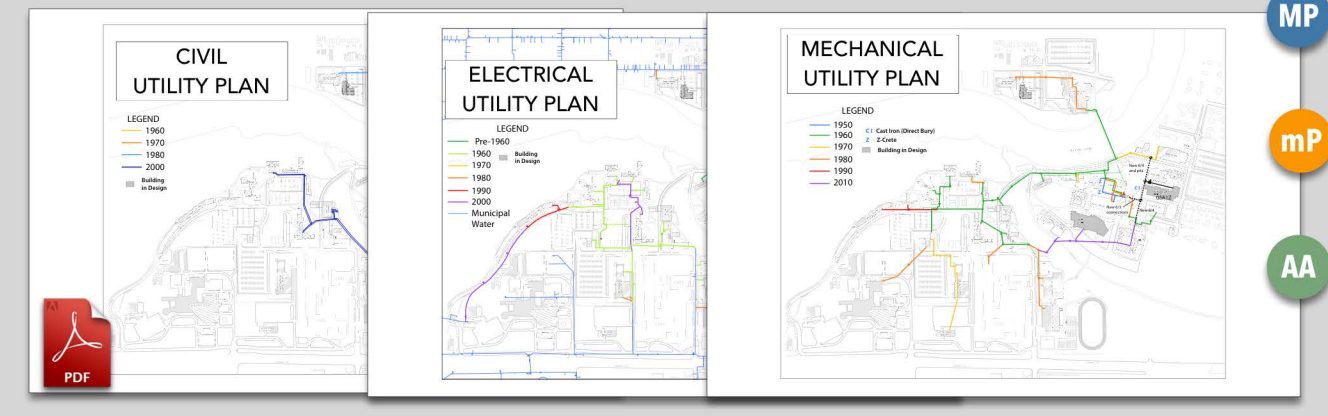 CIVIL
UTILITY PLAN
LEGEND
1960
1970
1980
2000
Building
in Design
PDF
ELECTRICAL
UTILITY PLAN
LEGEND
Pre-1960
1960
1970
1980
1990
2000
Municipal
Water
Building
in Design
MECHANICAL
UTILITY PLAN
LEGEND
1950
1960
1970
1980
1990
2010
C I Cast Iron (Direct Bury)
Z Z-Crete
Building in Design
MP
mP
AA